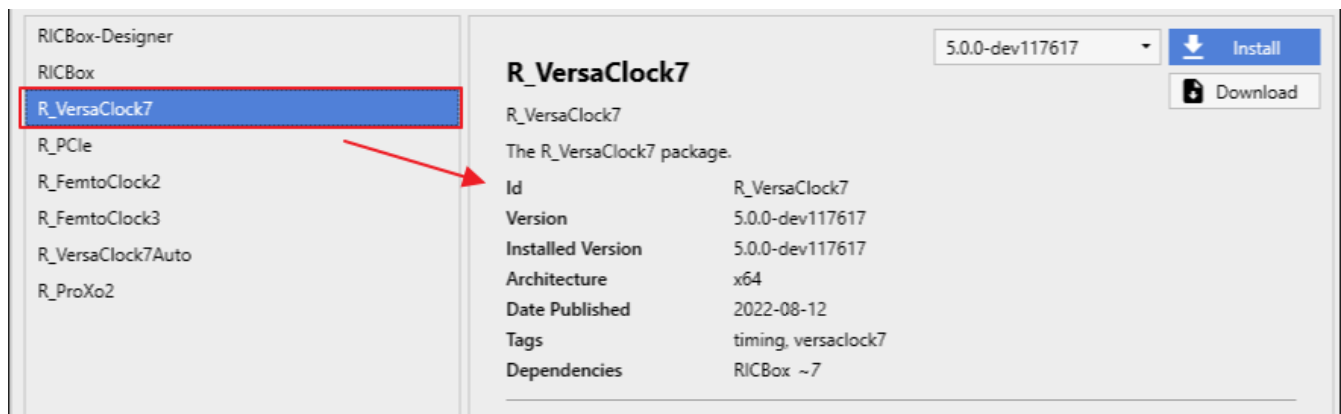 RICBox-Designer
RICBox
R_VersaClock7
R_PCIe
R_FemtoClock2
R_FemtoClock3
R_VersaClock7Auto
R_ProXo2
5.0.0-dev117617
Install
Download
R_VersaClock7
R_VersaClock7
The R_VersaClock7 package.
Id R_VersaClock7
Version 5.0.0-dev117617
Installed Version 5.0.0-dev117617
Architecture x64
Date Published 2022-08-12
Tags timing, versaclock7
Dependencies RICBox ~7